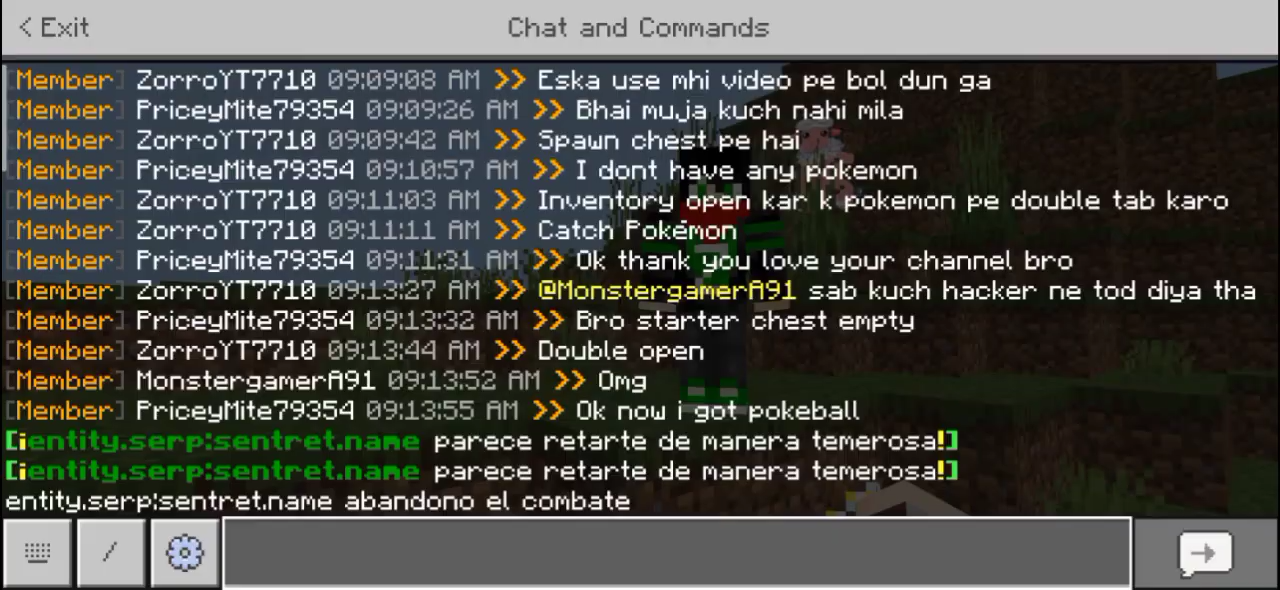 < Exit
Chat and Commands
[Member] ZorroYT7710 09:09:08 AM >> Eska use mhi video pe bol dun ga
[Member] PriceyMite79354 09:09:26 AM >> Bhai muja kuch nahi mila
[Member] ZorroYT7710 09:09:42 AM >> Spawn chest pe hai
[Member] PriceyMite79354 09:10:57 AM >> I dont have any pokemon
[Member] ZorroYT7710 09:11:03 AM >> Inventory open kar k pokemon pe double tab karo
[Member] ZorroYT7710 09:11:11 AM >> Catch Pokémon
[Member] PriceyMite79354 09:11:31 AM >> Ok thank you love your channel bro
[Member] ZorroYT7710 09:13:27 AM >> @MonstergamerA91 sab kuch hacker ne tod diya tha
[Member] PriceyMite79354 09:13:32 AM >> Bro starter chest empty
[Member] ZorroYT7710 09:13:44 AM >> Double open
[Member] MonstergamerA91 09:13:52 AM >> Omg
[Member] PriceyMite79354 09:13:55 AM >> Ok now i got pokeball
[¡entity.serp:sentret.name parece retarte de manera temerosa!]
[¡entity.serp:sentret.name parece retarte de manera temerosa!]
entity.serp:sentret.name abandono el combate
/